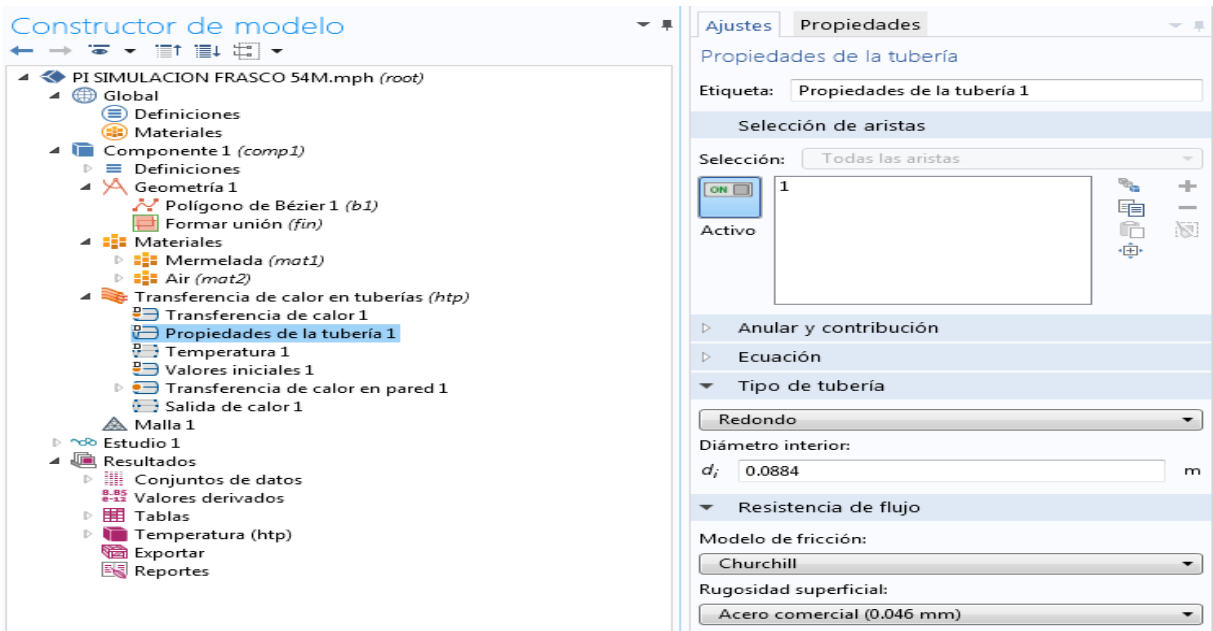 Constructor de modelo
PI SIMULACION FRASCO 54M.mph (root)
Global
Definiciones
Materiales
Componente 1 (comp1)
Definiciones
Geometría 1
Polígono de Bézier 1 (b1)
Formar unión (fin)
Materiales
Mermelada (mat1)
Air (mat2)
Transferencia de calor en tuberías (htp)
Transferencia de calor 1
Propiedades de la tubería 1
Temperatura 1
Valores iniciales 1
Transferencia de calor en pared 1
Salida de calor 1
Malla 1
Estudio 1
Resultados
Conjuntos de datos
8.85
e-12
Valores derivados
Tablas
Temperatura (htp)
Exportar
Reportes
Ajustes Propiedades
Propiedades de la tubería
Etiqueta: Propiedades de la tubería 1
Selección de aristas
Selección: Todas las aristas
ON
1
Activo
Anular y contribución
Ecuación
Tipo de tubería
Redondo
Diámetro interior:
di 0.0884 m
Resistencia de flujo
Modelo de fricción:
Churchill
Rugosidad superficial:
Acero comercial (0.046 mm)